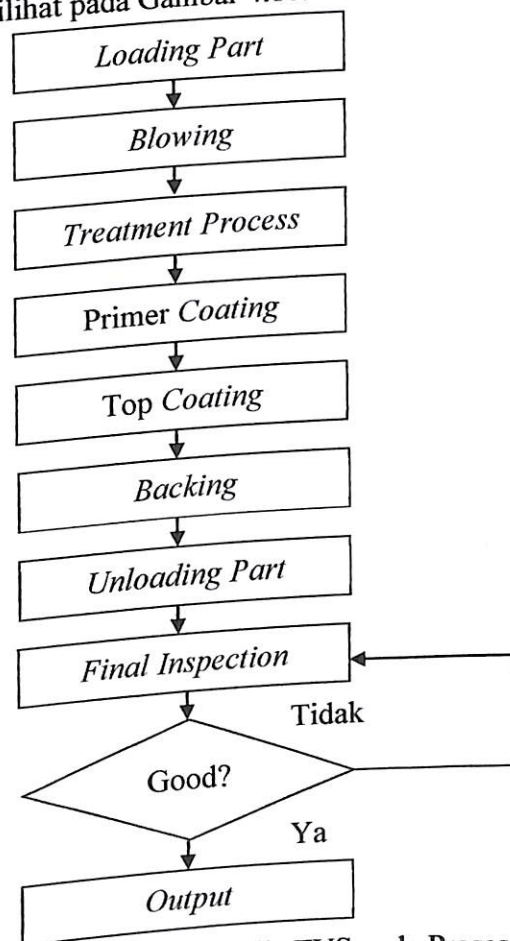 pada Gambar
Loading Part
Blowing
Treatment Process
Primer Coating
Top Coating
Backing
Unloading Part
Final Inspection
Tidak
Good?
Ya
Output